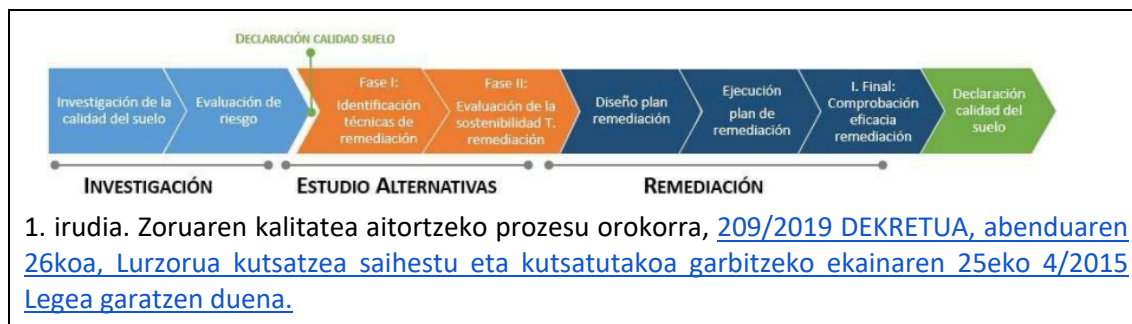 DECLARACIÓN CALIDAD SUELO
Investigación de la
calidad del suelo
Evaluación de
riesgo
Fase I:
Identificación
técnicas de
remediación
Fase II:
Evaluación de la
sostenibilidad T.
remediación
Diseño plan
remediación
Ejecución
plan de
remediación
I. Final:
Comprobación
eficacia
remediación
Declaración
calidad del
suelo
INVESTIGACIÓN
ESTUDIO ALTERNATIVAS
REMEDIACIÓN
1. irudia. Zoruaren kalitatea aitortzeko prozesu orokorra, 209/2019 DEKRETUA, abenduaren
26koa, Lurzorua kutsatzea saihestu eta kutsatutakoa garbitzeko ekainaren 25eko 4/2015
Legea garatzen duena.